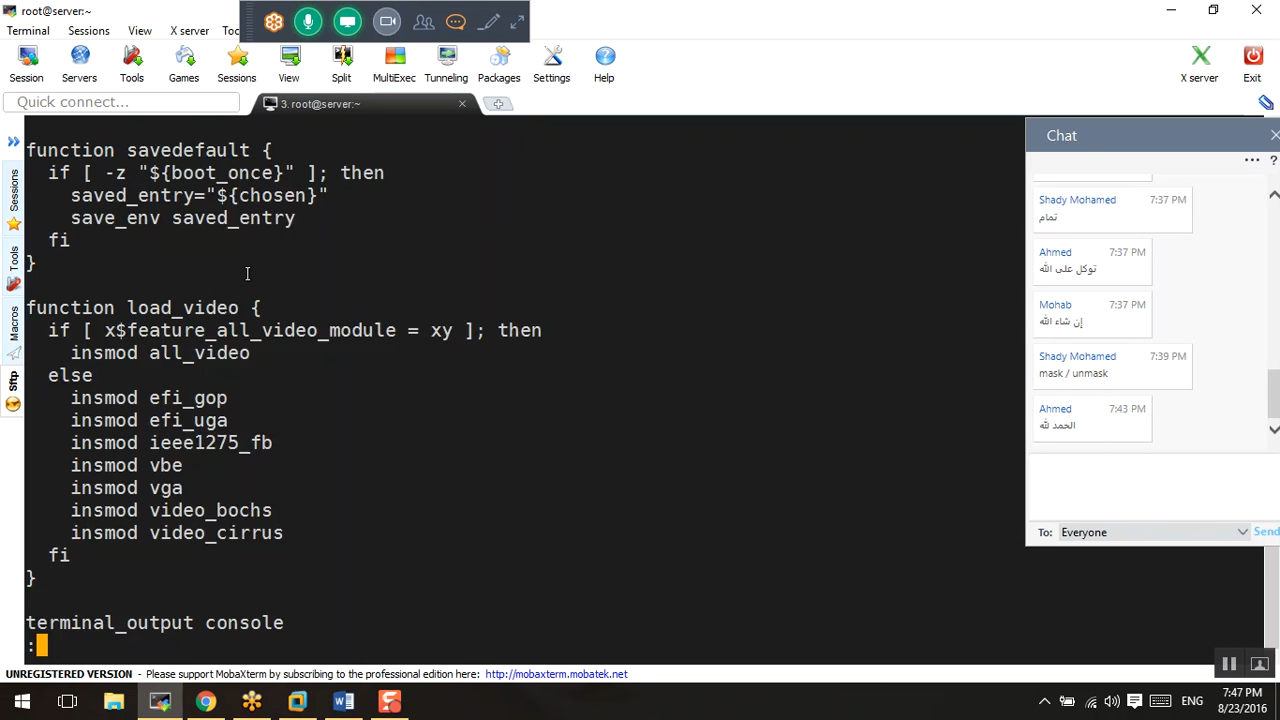 root@server:~
Terminal Sessions View X server Too
Session Servers Tools Games Sessions View Split MultiExec Tunneling Packages Settings Help X server Exit
Quick connect...
3. root@server:~
Sessions
Tools
Macros
Sftp
function savedefault {
  if [ -z "${boot_once}" ]; then
    saved_entry="${chosen}"
    save_env saved_entry
  fi
}
function load_video {
  if [ x$feature_all_video_module = xy ]; then
    insmod all_video
  else
    insmod efi_gop
    insmod efi_uga
    insmod ieee1275_fb
    insmod vbe
    insmod vga
    insmod video_bochs
    insmod video_cirrus
  fi
}
terminal_output console
:
Chat
Shady Mohamed 7:37 PM
تمام
Ahmed 7:37 PM
توكل على الله
Mohab 7:37 PM
إن شاء الله
Shady Mohamed 7:39 PM
mask / unmask
Ahmed 7:43 PM
الحمد لله
To: Everyone Send
UNREGISTERED VERSION - Please support MobaXterm by subscribing to the professional edition here: http://mobaxterm.mobatek.net
ENG
7:47 PM
8/23/2016